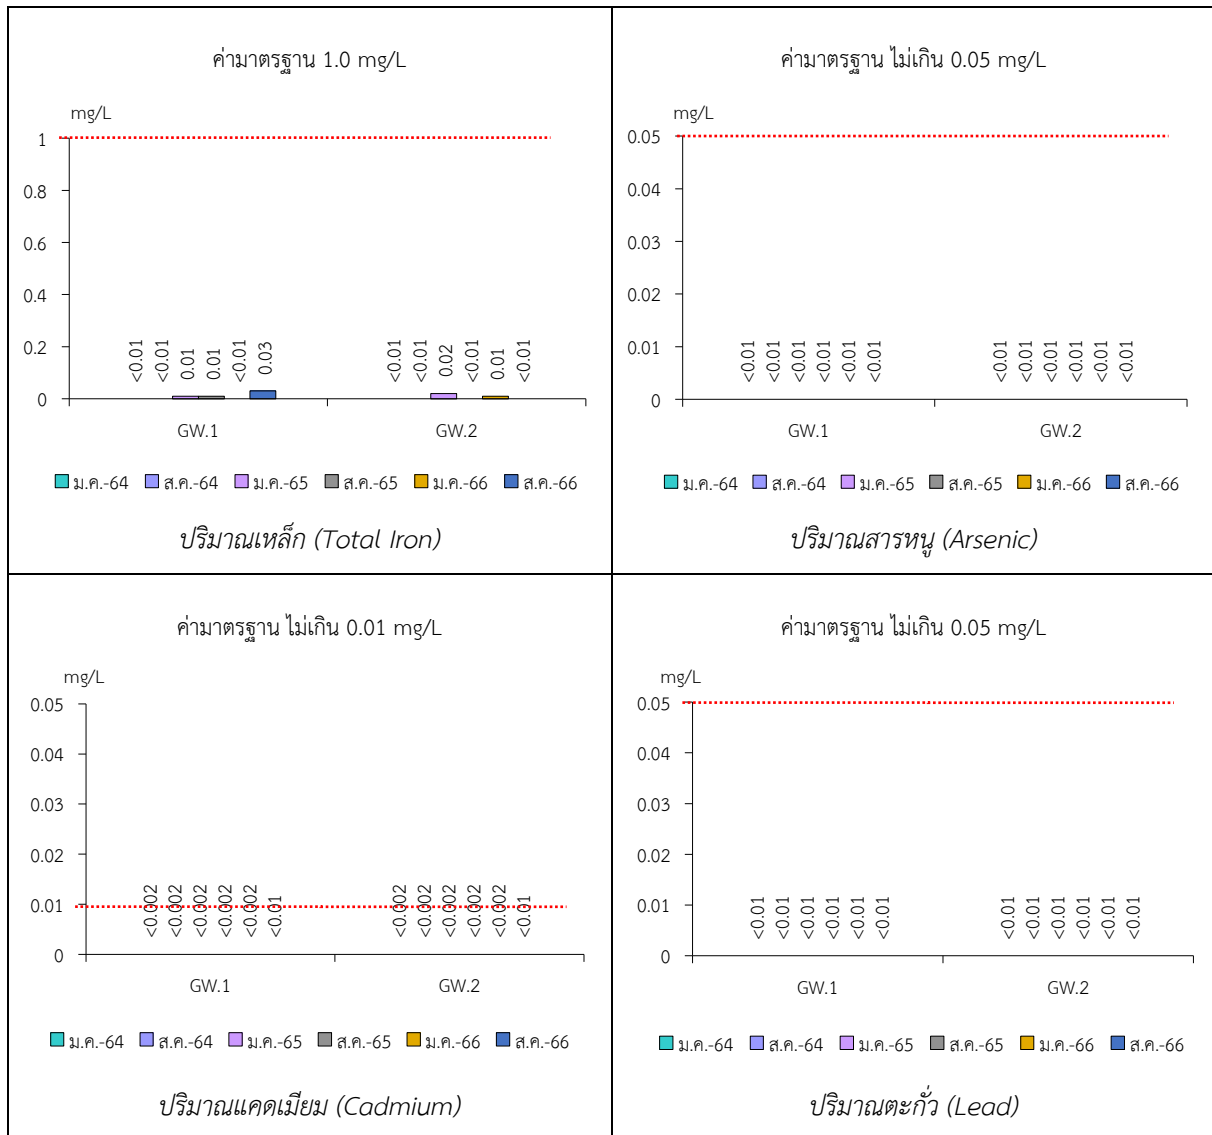 ค่ามาตรฐาน 1.0 mg/L
mg/L
1
0.8
0.6
0.4
0.2
0
<0.01 <0.01 0.01 0.01 <0.01 0.03
<0.01 <0.01 0.02 <0.01 0.01 <0.01
GW.1 GW.2
ม.ค.-64 ส.ค.-64 ม.ค.-65 ส.ค.-65 ม.ค.-66 ส.ค.-66
ปริมาณเหล็ก (Total Iron)
ค่ามาตรฐาน ไม่เกิน 0.05 mg/L
mg/L
0.05
0.04
0.03
0.02
0.01
0
<0.01 <0.01 <0.01 <0.01 <0.01 <0.01
<0.01 <0.01 <0.01 <0.01 <0.01 <0.01
GW.1 GW.2
ม.ค.-64 ส.ค.-64 ม.ค.-65 ส.ค.-65 ม.ค.-66 ส.ค.-66
ปริมาณสารหนู (Arsenic)
ค่ามาตรฐาน ไม่เกิน 0.01 mg/L
mg/L
0.05
0.04
0.03
0.02
0.01
0
<0.002 <0.002 <0.002 <0.002 <0.002 <0.01
<0.002 <0.002 <0.002 <0.002 <0.002 <0.01
GW.1 GW.2
ม.ค.-64 ส.ค.-64 ม.ค.-65 ส.ค.-65 ม.ค.-66 ส.ค.-66
ปริมาณแคดเมียม (Cadmium)
ค่ามาตรฐาน ไม่เกิน 0.05 mg/L
mg/L
0.05
0.04
0.03
0.02
0.01
0
<0.01 <0.01 <0.01 <0.01 <0.01 <0.01
<0.01 <0.01 <0.01 <0.01 <0.01 <0.01
GW.1 GW.2
ม.ค.-64 ส.ค.-64 ม.ค.-65 ส.ค.-65 ม.ค.-66 ส.ค.-66
ปริมาณตะกั่ว (Lead)